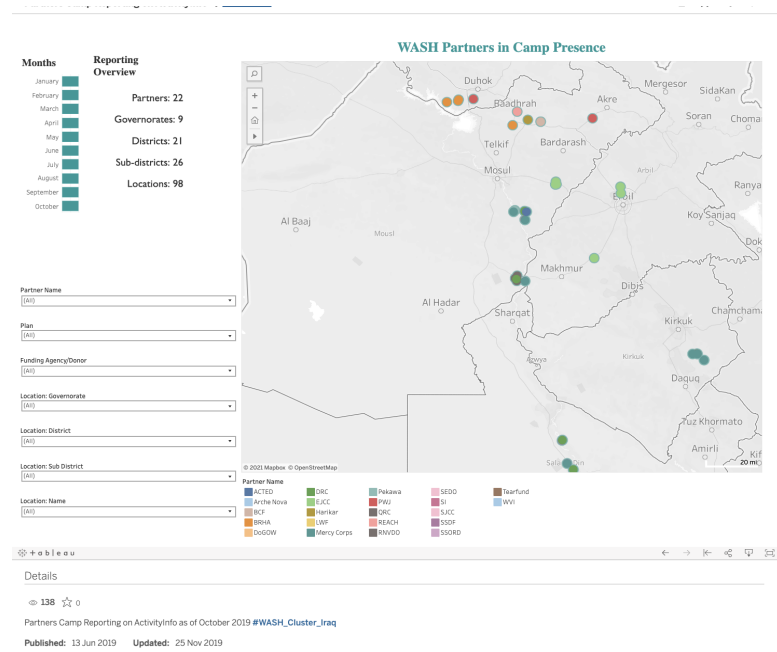 WASH Partners in Camp Presence
Months
Reporting
Overview
January
February
March
April
May
June
July
August
September
October
Partners: 22
Governorates: 9
Districts: 21
Sub-districts: 26
Locations: 98
Partner Name
(All)
Plan
(All)
Funding Agency/Donor
(All)
Location: Governorate
(All)
Location: District
(All)
Location: Sub District
(All)
Location: Name
(All)
Duhok
Mergesor
SidaKan
Baadhrah
Akre
Soran
Choma
Telkif
Bardarash
Mosul
Arbil
Erbil
Ranya
Koy Sanjaq
Al Baaj
Mousl
Dok
Makhmur
Dibis
Al Hadar
Sharqat
Chamchama
Kirkuk
Kirkuk
Daquq
Tuz Khormato
Amirli
Kif
20 mi
© 2021 Mapbox © OpenStreetMap
Partner Name
ACTED
Arche Nova
BCF
BRHA
DoGOW
DRC
EJCC
Harikar
LWF
Mercy Corps
Pekawa
PWJ
QRC
REACH
RNVDO
SEDO
SI
SJCC
SSDF
SSORD
Tearfund
WVI
+ableau
Details
138
0
Partners Camp Reporting on ActivityInfo as of October 2019 #WASH_Cluster_Iraq
Published: 13 Jun 2019 Updated: 25 Nov 2019